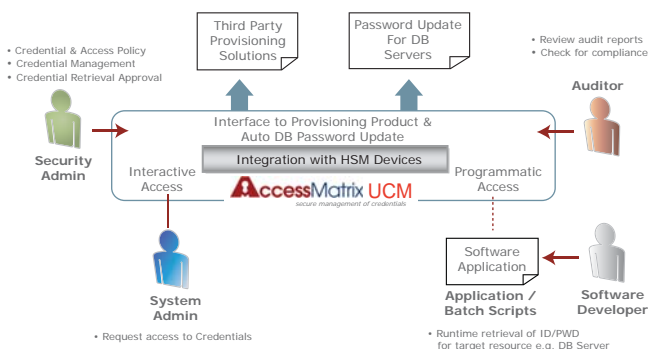 Third Party
Provisioning
Solutions
Password Update
For DB
Servers
• Credential & Access Policy
• Credential Management
• Credential Retrieval Approval
• Review audit reports
• Check for compliance
Auditor
Security
Admin
Interface to Provisioning Product &
Auto DB Password Update
Integration with HSM Devices
Interactive
Access
Programmatic
Access
AccessMatrix UCM
secure management of credentials
System
Admin
• Request access to Credentials
Software
Application
Application /
Batch Scripts
Software
Developer
• Runtime retrieval of ID/PWD
for target resource e.g. DB Server